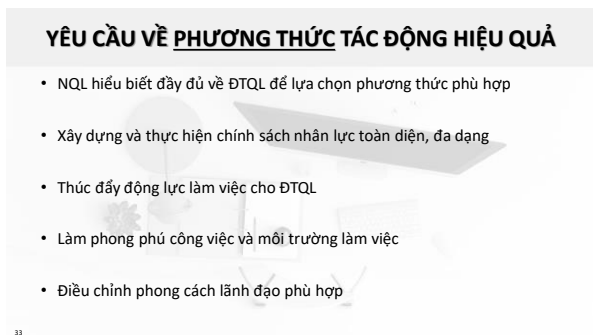 YÊU CẦU VỀ PHƯƠNG THỨC TÁC ĐỘNG HIỆU QUẢ
• NQL hiểu biết đầy đủ về ĐTQL để lựa chọn phương thức phù hợp
• Xây dựng và thực hiện chính sách nhân lực toàn diện, đa dạng
• Thúc đẩy động lực làm việc cho ĐTQL
• Làm phong phú công việc và môi trường làm việc
• Điều chỉnh phong cách lãnh đạo phù hợp
33